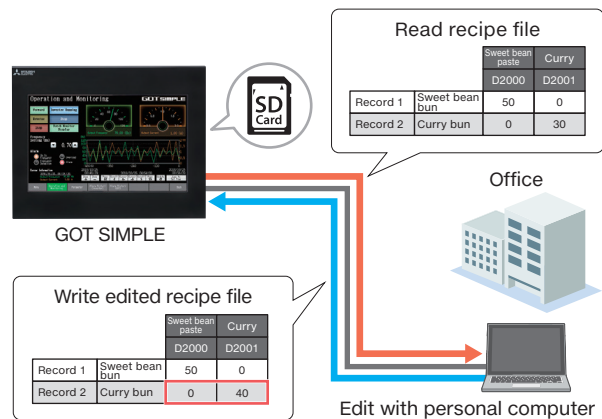 Read recipe file
Sweet bean
paste
Curry
D2000
D2001
Record 1
Sweet bean
bun
50
0
Record 2
Curry bun
0
30
MITSUBISHI
ELECTRIC
Operation and Monitoring
GOT SIMPLE
SD
Card
GOT SIMPLE
Office
Write edited recipe file
Sweet bean
paste
Curry
D2000
D2001
Record 1
Sweet bean
bun
50
0
Record 2
Curry bun
0
40
Edit with personal computer